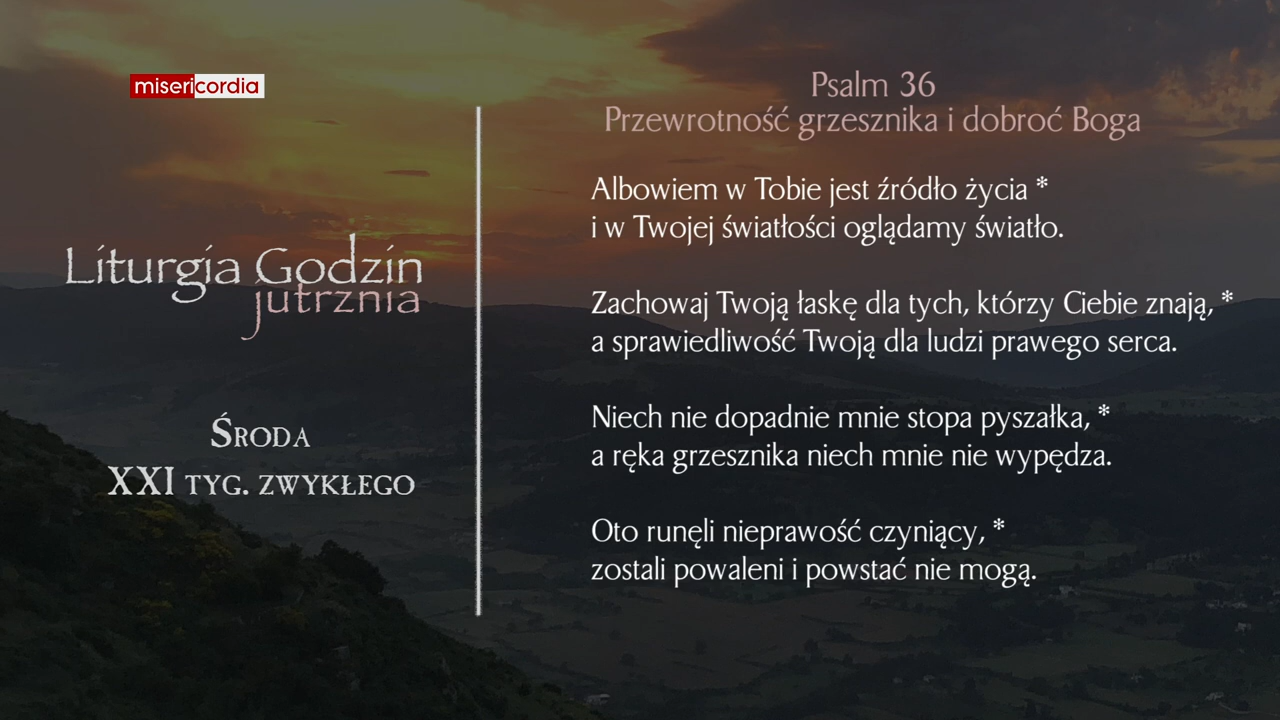 misericordia
Liturgia Godzin
jutrznia
Środa
XXI tyg. zwykłego
Psalm 36
Przewrotność grzesznika i dobroć Boga
Albowiem w Tobie jest źródło życia *
i w Twojej światłości oglądamy światło.
Zachowaj Twoją łaskę dla tych, którzy Ciebie znają, *
a sprawiedliwość Twoją dla ludzi prawego serca.
Niech nie dopadnie mnie stopa pyszałka, *
a ręka grzesznika niech mnie nie wypędza.
Oto runęli nieprawość czyniący, *
zostali powaleni i powstać nie mogą.